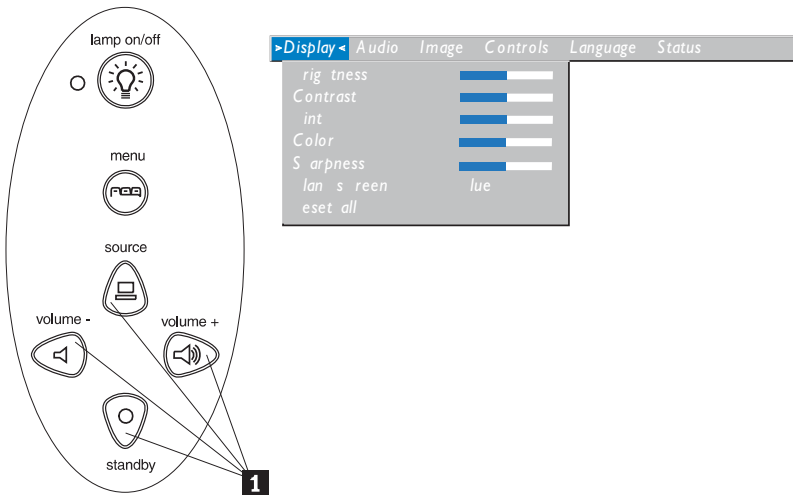 lamp on/off
menu
source
volume -
volume +
standby
1
>Display< Audio Image Controls Language Status
rig tness
Contrast
int
Color
S arpness
lan s reen lue
eset all